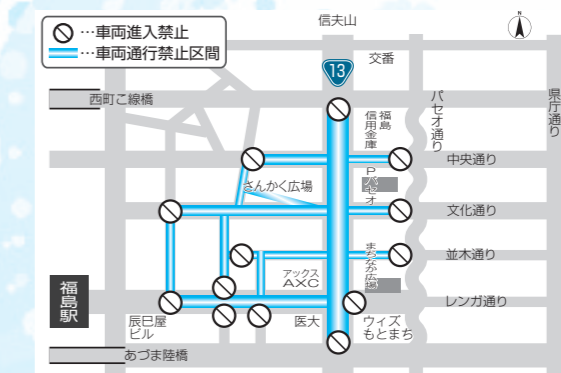 …車両進入禁止
…車両通行禁止区間
信夫山
N
13
交番
西町こ線橋
福島
信用金庫
パセオ通り
県庁通り
中央通り
さんかく広場
Pパセオ
文化通り
まちなか広場
並木通り
アックス
AXC
福島駅
レンガ通り
辰巳屋
ビル
医大
ウィズ
もとまち
あづま陸橋